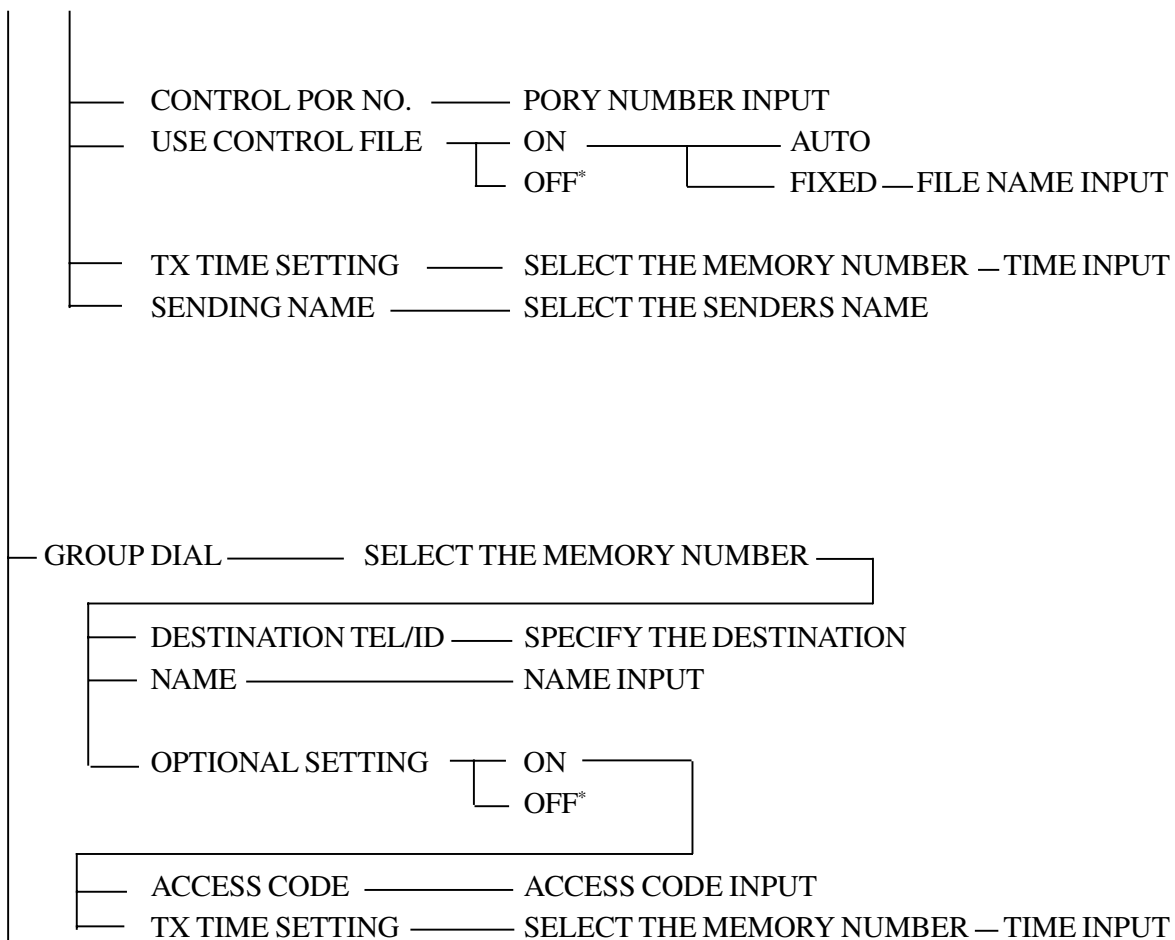 CONTROL POR NO. PORY NUMBER INPUT
USE CONTROL FILE ON AUTO
OFF* FIXED FILE NAME INPUT
TX TIME SETTING SELECT THE MEMORY NUMBER TIME INPUT
SENDING NAME SELECT THE SENDERS NAME
GROUP DIAL SELECT THE MEMORY NUMBER
DESTINATION TEL/ID SPECIFY THE DESTINATION
NAME NAME INPUT
OPTIONAL SETTING ON
OFF*
ACCESS CODE ACCESS CODE INPUT
TX TIME SETTING SELECT THE MEMORY NUMBER TIME INPUT